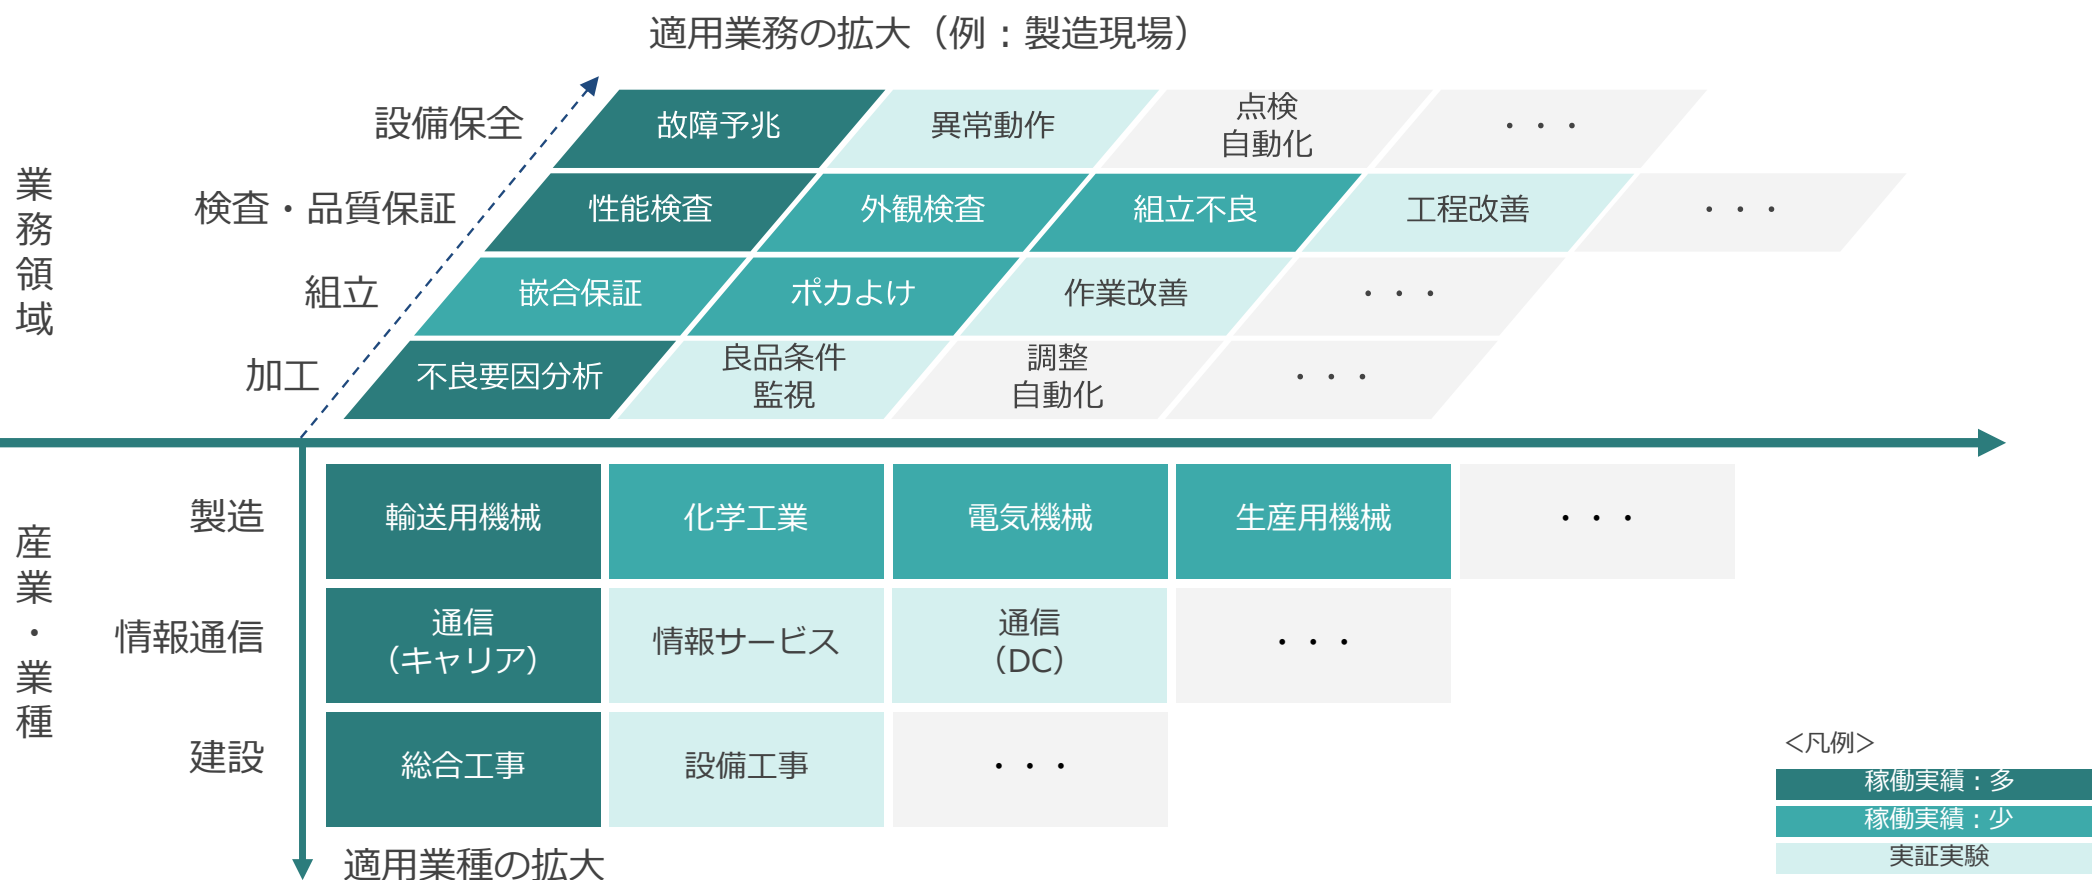 適用業務の拡大（例：製造現場）
業務領域
設備保全
故障予兆
異常動作
点検
自動化
・・・
検査・品質保証
性能検査
外観検査
組立不良
工程改善
・・・
組立
嵌合保証
ポカよけ
作業改善
・・・
加工
不良要因分析
良品条件
監視
調整
自動化
・・・
産業・業種
製造
輸送用機械
化学工業
電気機械
生産用機械
・・・
情報通信
通信
（キャリア）
情報サービス
通信
（DC）
・・・
建設
総合工事
設備工事
・・・
適用業種の拡大
＜凡例＞
稼働実績：多
稼働実績：少
実証実験